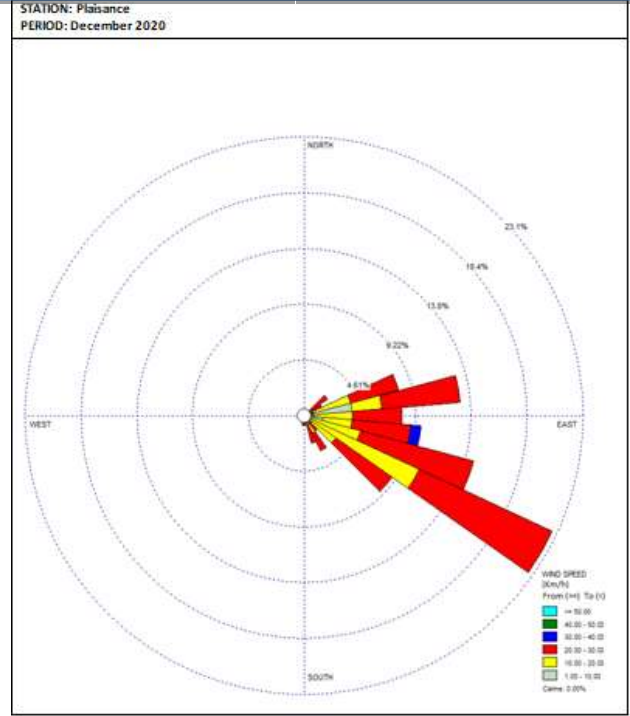 STATION: Plaisance
PERIOD: December 2020
NORTH
23.1%
18.4%
13.8%
9.22%
4.61%
WEST
EAST
SOUTH
WIND SPEED
(Km/h)
From (>=) To (<)
>= 50.00
40.00 - 50.00
30.00 - 40.00
20.00 - 30.00
10.00 - 20.00
1.00 - 10.00
Calms: 0.00%